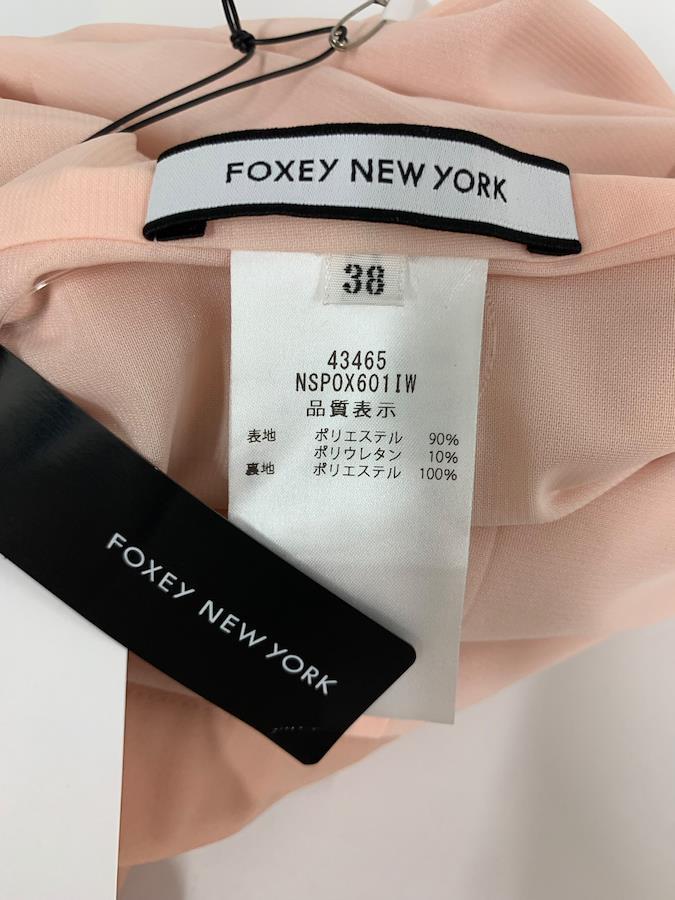 FOXEY NEW YORK
38
43465
NSP0X601IW
品質表示
表地 ポリエステル 90%
ポリウレタン 10%
裏地 ポリエステル 100%
FOXEY NEW YORK